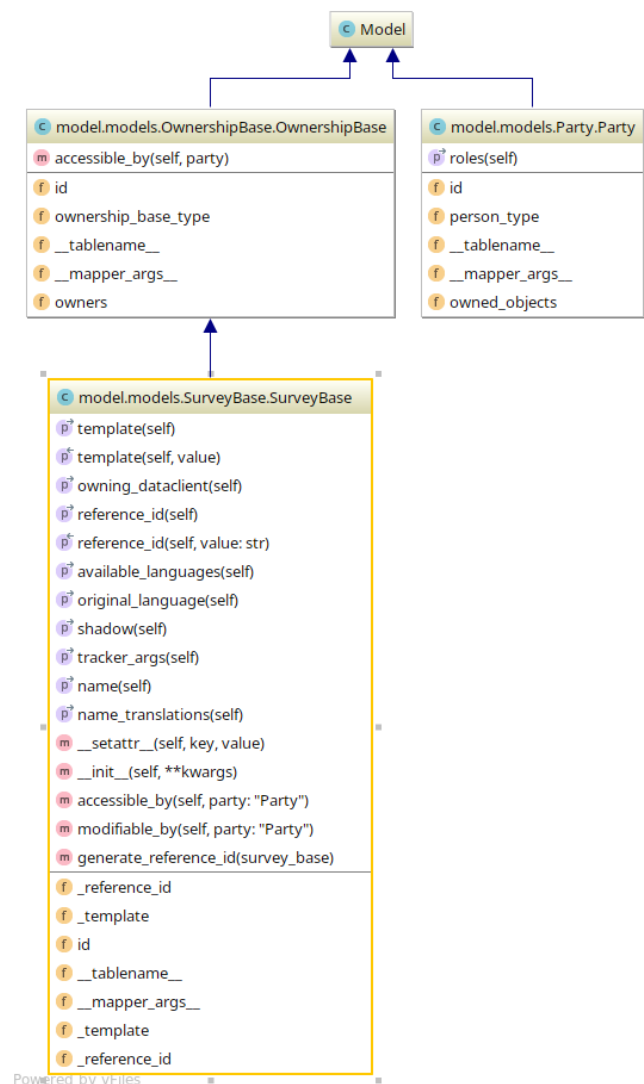 C Model
C model.models.OwnershipBase.OwnershipBase
m accessible_by(self, party)
f id
f ownership_base_type
f __tablename__
f __mapper_args__
f owners
C model.models.Party.Party
p roles(self)
f id
f person_type
f __tablename__
f __mapper_args__
f owned_objects
C model.models.SurveyBase.SurveyBase
p template(self)
p template(self, value)
p owning_dataclient(self)
p reference_id(self)
p reference_id(self, value: str)
p available_languages(self)
p original_language(self)
p shadow(self)
p tracker_args(self)
p name(self)
p name_translations(self)
m __setattr__(self, key, value)
m __init__(self, **kwargs)
m accessible_by(self, party: "Party")
m modifiable_by(self, party: "Party")
m generate_reference_id(survey_base)
f _reference_id
f _template
f id
f __tablename__
f __mapper_args__
f _template
f _reference_id
Powered by yFiles